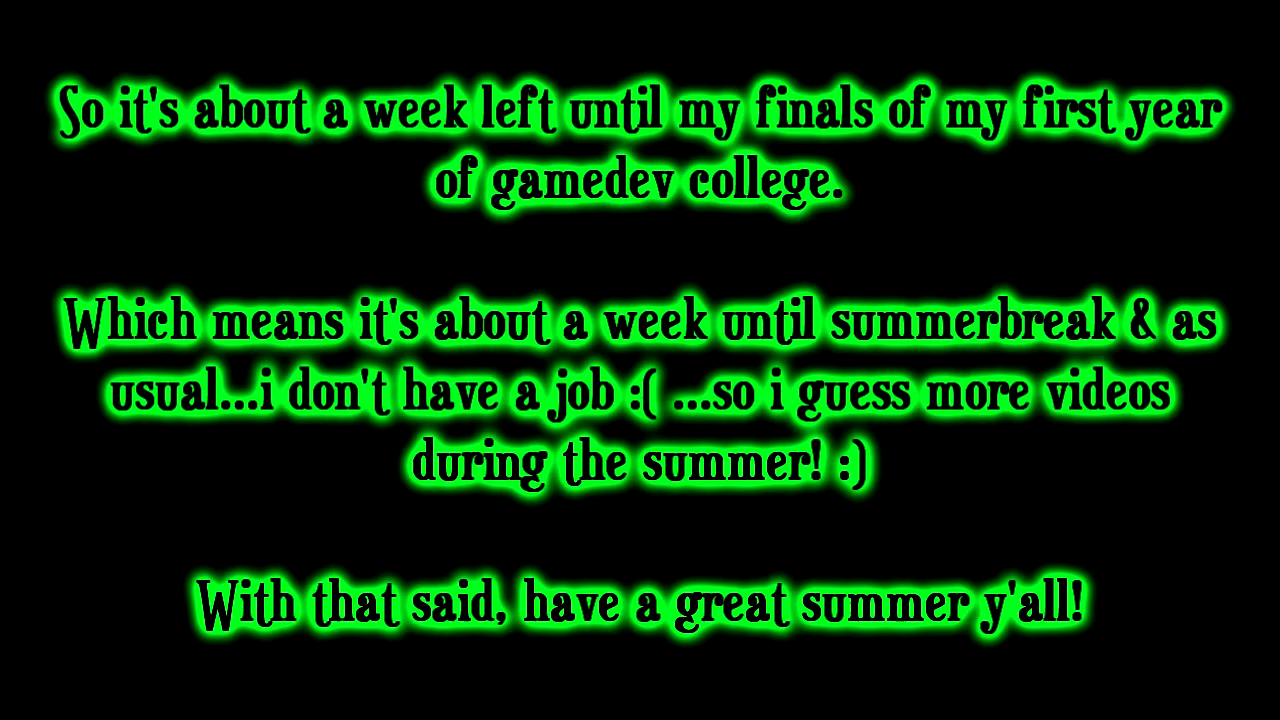 So it's about a week left until my finals of my first year
of gamedev college.
Which means it's about a week until summerbreak & as
usual...i don't have a job :( ...so i guess more videos
during the summer! :)
With that said, have a great summer y'all!